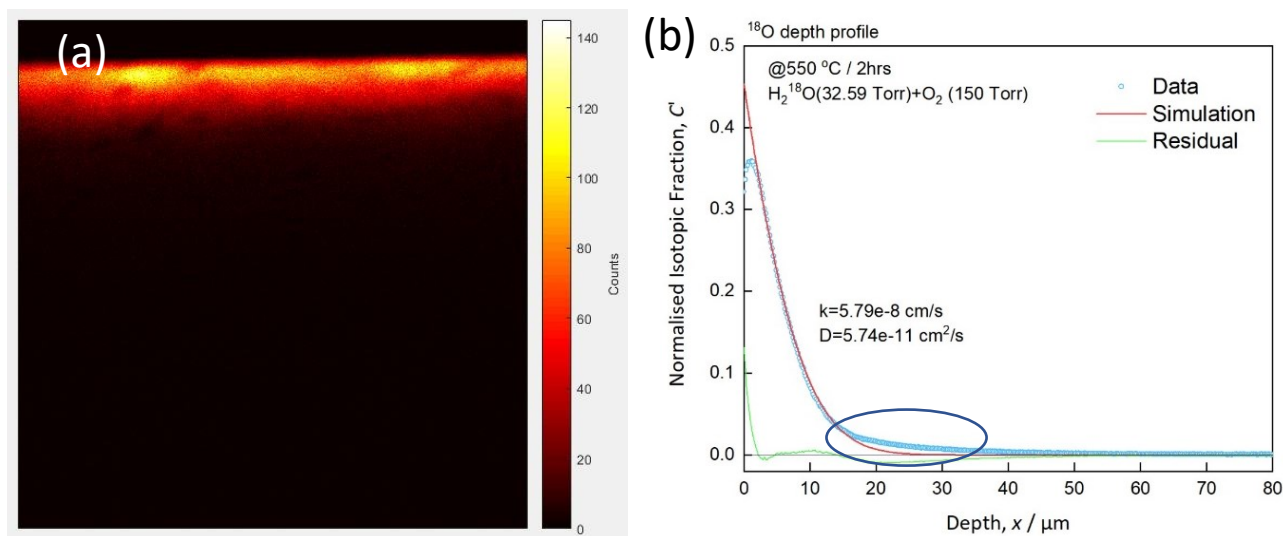 (a)
140
120
100
80
60
40
20
0
Counts
(b)
¹⁸O depth profile
@550 °C / 2hrs
H₂¹⁸O(32.59 Torr)+O₂ (150 Torr)
Data
Simulation
Residual
k=5.79e-8 cm/s
D=5.74e-11 cm²/s
Normalised Isotopic Fraction, C'
0.5
0.4
0.3
0.2
0.1
0.0
0 10 20 30 40 50 60 70 80
Depth, x / μm